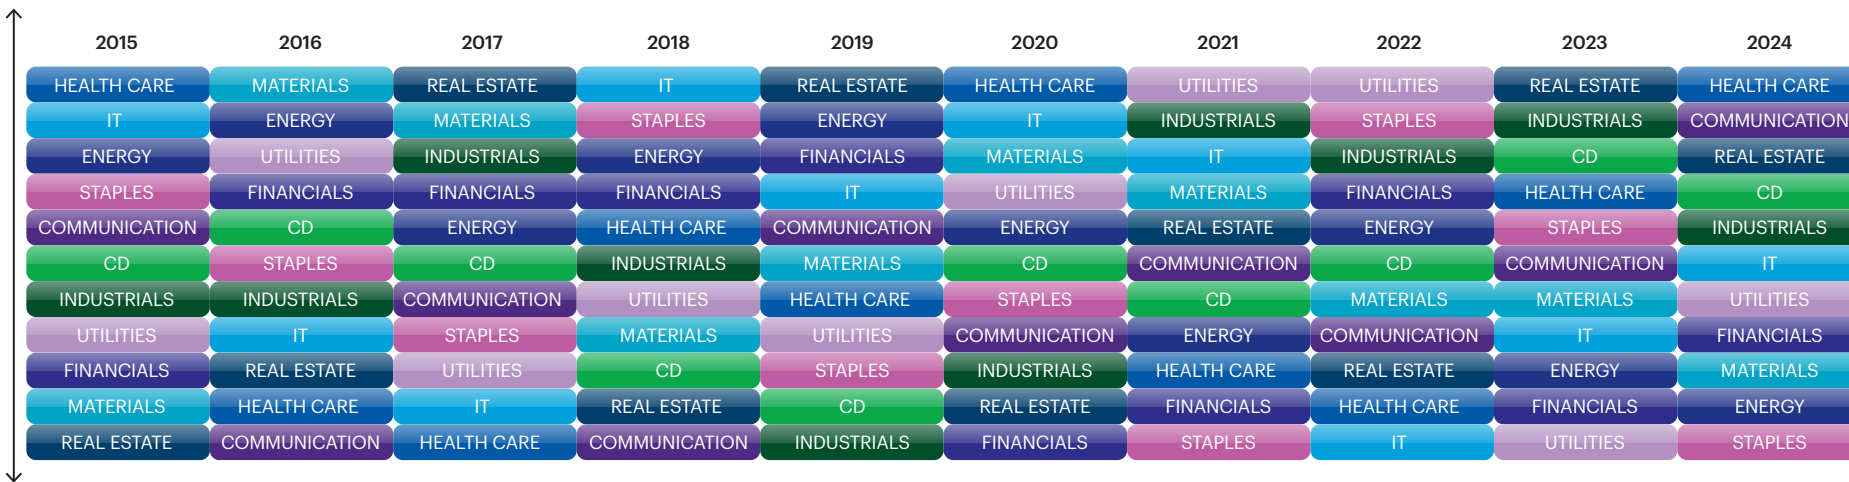 2015 2016 2017 2018 2019 2020 2021 2022 2023 2024
HEALTH CARE MATERIALS REAL ESTATE IT REAL ESTATE HEALTH CARE UTILITIES UTILITIES REAL ESTATE HEALTH CARE
IT ENERGY MATERIALS STAPLES ENERGY IT INDUSTRIALS STAPLES INDUSTRIALS COMMUNICATION
ENERGY UTILITIES INDUSTRIALS ENERGY FINANCIALS MATERIALS IT INDUSTRIALS CD REAL ESTATE
STAPLES FINANCIALS FINANCIALS FINANCIALS IT UTILITIES MATERIALS FINANCIALS HEALTH CARE CD
COMMUNICATION CD ENERGY HEALTH CARE COMMUNICATION ENERGY REAL ESTATE ENERGY STAPLES INDUSTRIALS
CD STAPLES CD INDUSTRIALS MATERIALS CD COMMUNICATION CD COMMUNICATION IT
INDUSTRIALS INDUSTRIALS COMMUNICATION UTILITIES HEALTH CARE STAPLES CD MATERIALS MATERIALS UTILITIES
UTILITIES IT STAPLES MATERIALS UTILITIES COMMUNICATION ENERGY COMMUNICATION IT FINANCIALS
FINANCIALS REAL ESTATE UTILITIES CD STAPLES INDUSTRIALS HEALTH CARE REAL ESTATE ENERGY MATERIALS
MATERIALS HEALTH CARE IT REAL ESTATE CD REAL ESTATE FINANCIALS HEALTH CARE FINANCIALS ENERGY
REAL ESTATE COMMUNICATION HEALTH CARE COMMUNICATION INDUSTRIALS FINANCIALS STAPLES IT UTILITIES STAPLES